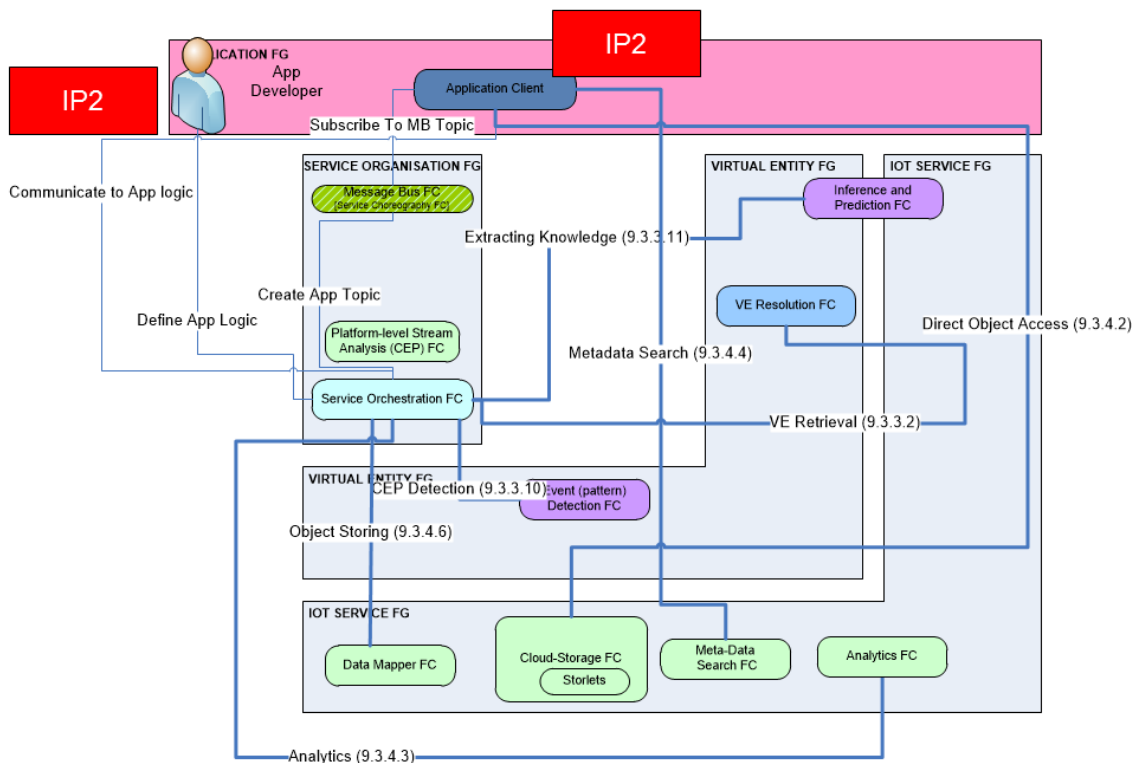 IP2
LICATION FG
App
Developer
IP2
Application Client
Subscribe To MB Topic
SERVICE ORGANISATION FG
VIRTUAL ENTITY FG
IOT SERVICE FG
Communicate to App logic
Message Bus FC
[Service Choreography FC]
Inference and
Prediction FC
Extracting Knowledge (9.3.3.11)
Create App Topic
VE Resolution FC
Define App Logic
Platform-level Stream
Analysis (CEP) FC
Direct Object Access (9.3.4.2)
Metadata Search (9.3.4.4)
Service Orchestration FC
VE Retrieval (9.3.3.2)
VIRTUAL ENTITY FG
CEP Detection (9.3.3.10)
Event (pattern)
Detection FC
Object Storing (9.3.4.6)
IOT SERVICE FG
Data Mapper FC
Cloud-Storage FC
Storlets
Meta-Data
Search FC
Analytics FC
Analytics (9.3.4.3)